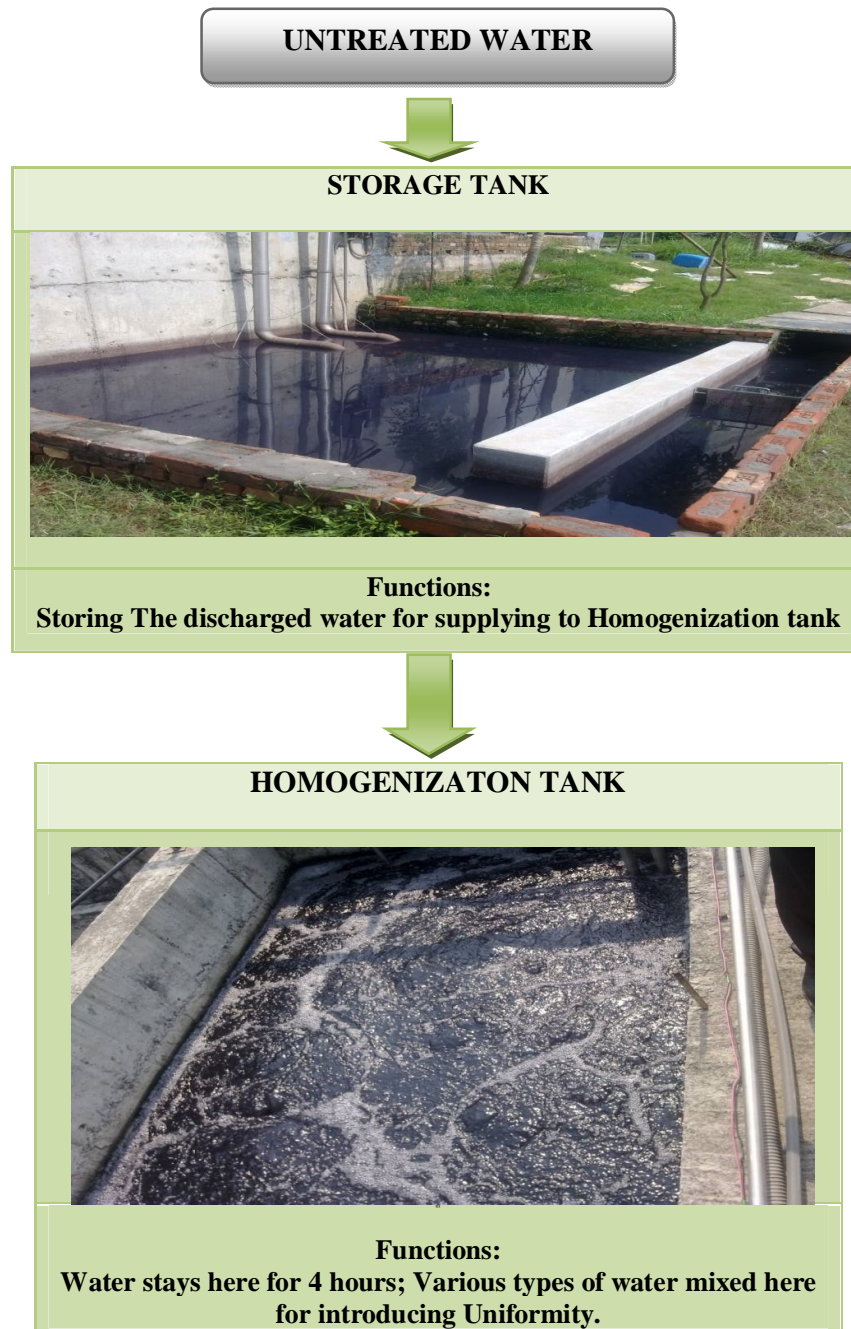 UNTREATED WATER
STORAGE TANK
Functions:
Storing The discharged water for supplying to Homogenization tank
HOMOGENIZATON TANK
Functions:
Water stays here for 4 hours; Various types of water mixed here
for introducing Uniformity.